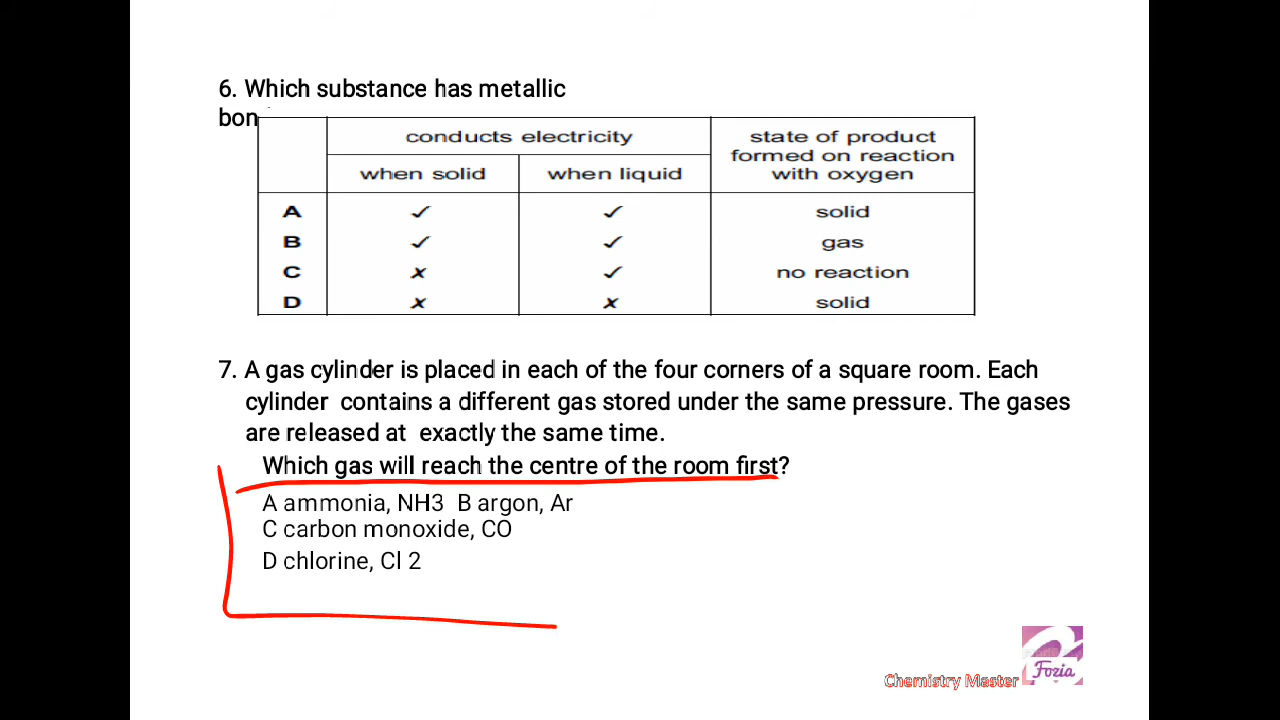 6. Which substance has metallic
bon
conducts electricity
state of product
formed on reaction
with oxygen
when solid
when liquid
A ✓ ✓ solid
B ✓ ✓ gas
C x ✓ no reaction
D x x solid
7. A gas cylinder is placed in each of the four corners of a square room. Each
cylinder contains a different gas stored under the same pressure. The gases
are released at exactly the same time.
Which gas will reach the centre of the room first?
A ammonia, NH3 B argon, Ar
C carbon monoxide, CO
D chlorine, Cl 2
Fozia
Chemistry Master